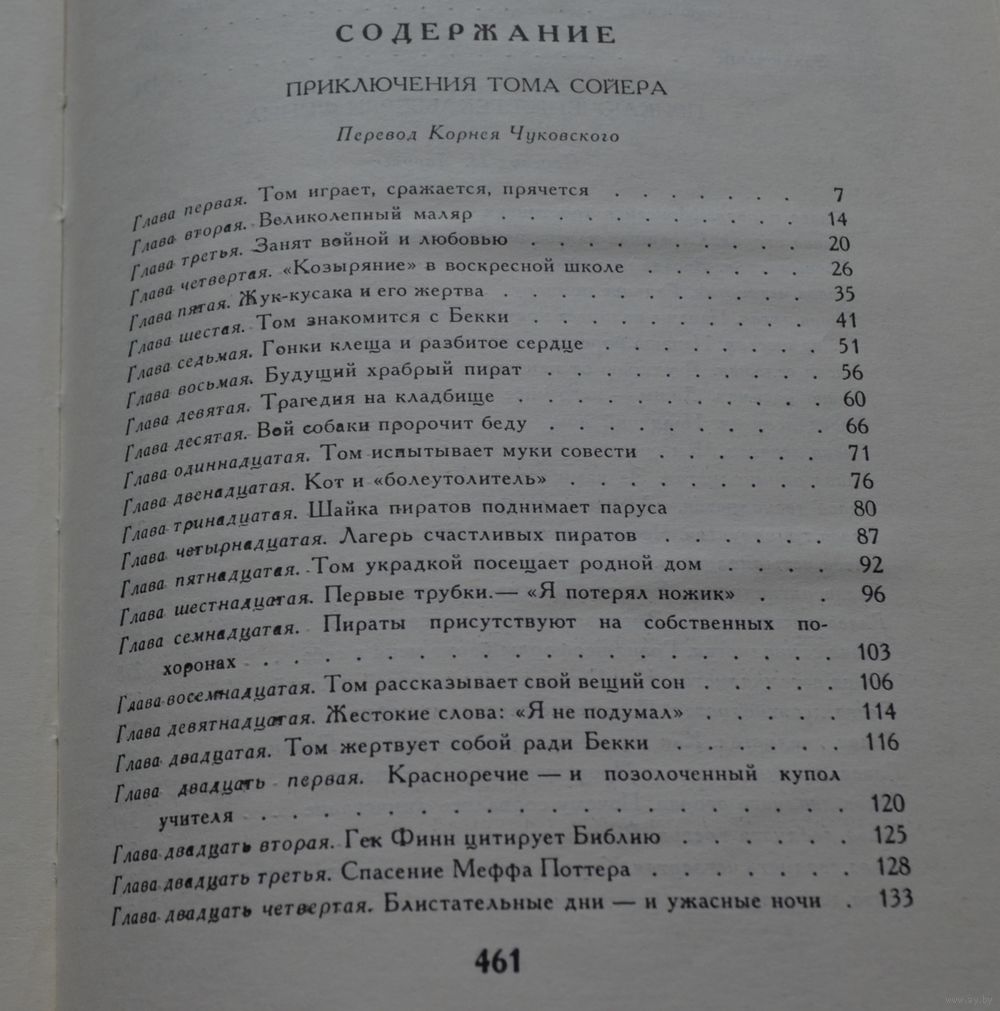 СОДЕРЖАНИЕ
ПРИКЛЮЧЕНИЯ ТОМА СОЙЕРА
Перевод Корнея Чуковского
Глава первая. Том играет, сражается, прячется . . . . . . . 7
Глава вторая. Великолепный маляр . . . . . . . . . . . 14
Глава третья. Занят войной и любовью . . . . . . . . . . 20
Глава четвертая. «Козыряние» в воскресной школе . . . . . . 26
Глава пятая. Жук-кусака и его жертва . . . . . . . . . . . 35
Глава шестая. Том знакомится с Бекки . . . . . . . . . . 41
Глава седьмая. Гонки клеща и разбитое сердце . . . . . . . . 51
Глава восьмая. Будущий храбрый пират . . . . . . . . . . 56
Глава девятая. Трагедия на кладбище . . . . . . . . . . . 60
Глава десятая. Вой собаки пророчит беду . . . . . . . . . 66
Глава одиннадцатая. Том испытывает муки совести . . . . . . 71
Глава двенадцатая. Кот и «болеутолитель» . . . . . . . . . 76
Глава тринадцатая. Шайка пиратов поднимает паруса 80
Глава четырнадцатая. Лагерь счастливых пиратов . . . . . . 87
Глава пятнадцатая. Том украдкой посещает родной дом . . . . 92
Глава шестнадцатая. Первые трубки.— «Я потерял ножик» . . 96
Глава семнадцатая. Пираты присутствуют на собственных по-
хоронах . . . . . . . . . . . . . . . . . . . . 103
Глава восемнадцатая. Том рассказывает свой вещий сон . . . . 106
Глава девятнадцатая. Жестокие слова: «Я не подумал» . . . . . 114
Глава двадцатая. Том жертвует собой ради Бекки . . . . . . 116
Глава двадцать первая. Красноречие — и позолоченный купол
учителя . . . . . . . . . . . . . . . . . . . . 120
Глава двадцать вторая. Гек Финн цитирует Библию . . . . . . 125
Глава двадцать третья. Спасение Меффа Поттера . . . . . . . 128
Глава двадцать четвертая. Блистательные дни — и ужасные ночи . 133
461
www.ay.by